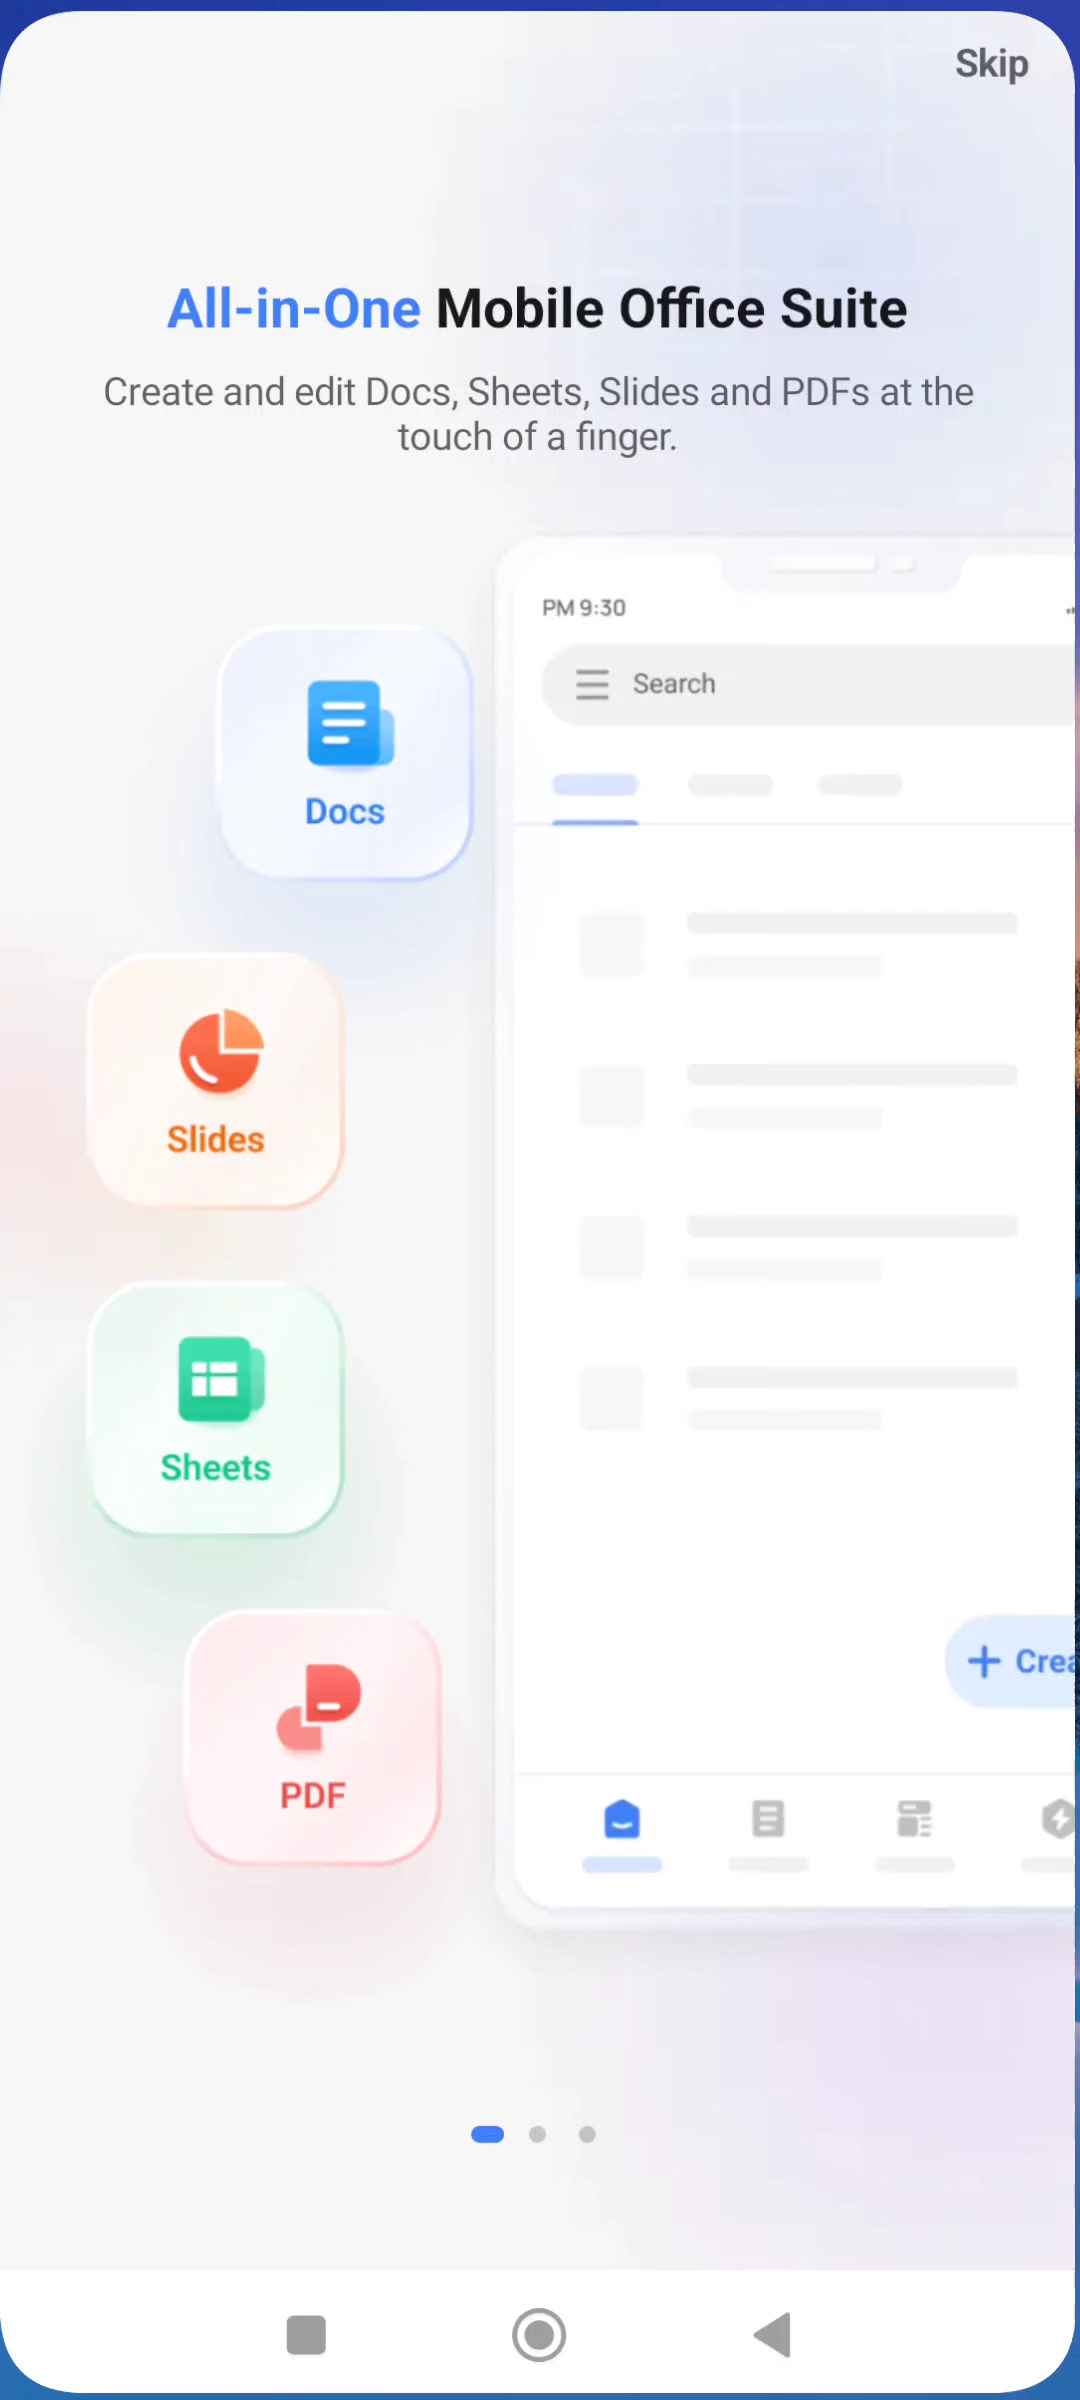 Skip
All-in-One Mobile Office Suite
Create and edit Docs, Sheets, Slides and PDFs at the
touch of a finger.
PM 9:30
Search
Docs
Slides
Sheets
PDF
+ Crea